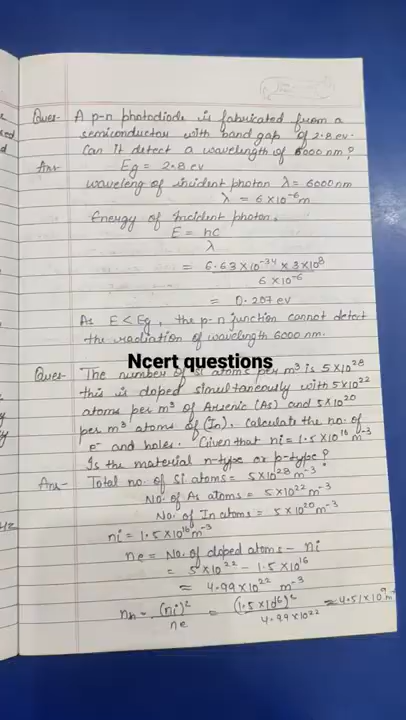 Ques- A p-n photodiode is fabricated from a
semiconductor with band gap of 2.8 ev.
Can it detect a wavelength of 6000 nm?
Ans- Eg = 2.8 ev
waveleng of incident photon λ = 6000nm
λ = 6×10⁻⁶m
Energy of Incident photon.
E = hc
λ
= 6.63×10⁻³⁴ × 3×10⁸
6×10⁻⁶
= 0.207 ev
As E < Eg, the p-n junction cannot detect
the radiation of wavelength 6000 nm.
Ncert questions
Ques- The number of Si atoms per m³ is 5×10²⁸
this is doped simultaneously with 5×10²²
atoms per m³ of Arsenic (As) and 5×10²⁰
per m³ atoms of (In). Calculate the no. of
e⁻ and holes. Given that ni = 1.5×10¹⁶ m⁻³
Is the material n-type or p-type?
Ans- Total no. of Si atoms = 5×10²⁸ m⁻³
No. of As atoms = 5×10²² m⁻³
No. of In atoms = 5×10²⁰ m⁻³
ni = 1.5×10¹⁶ m⁻³
ne = No. of doped atoms - ni
= 5×10²² - 1.5×10¹⁶
= 4.99×10²² m⁻³
nh = (ni)² = (1.5×10¹⁶)² = 4.51×10⁹ m⁻³
ne 4.99×10²²